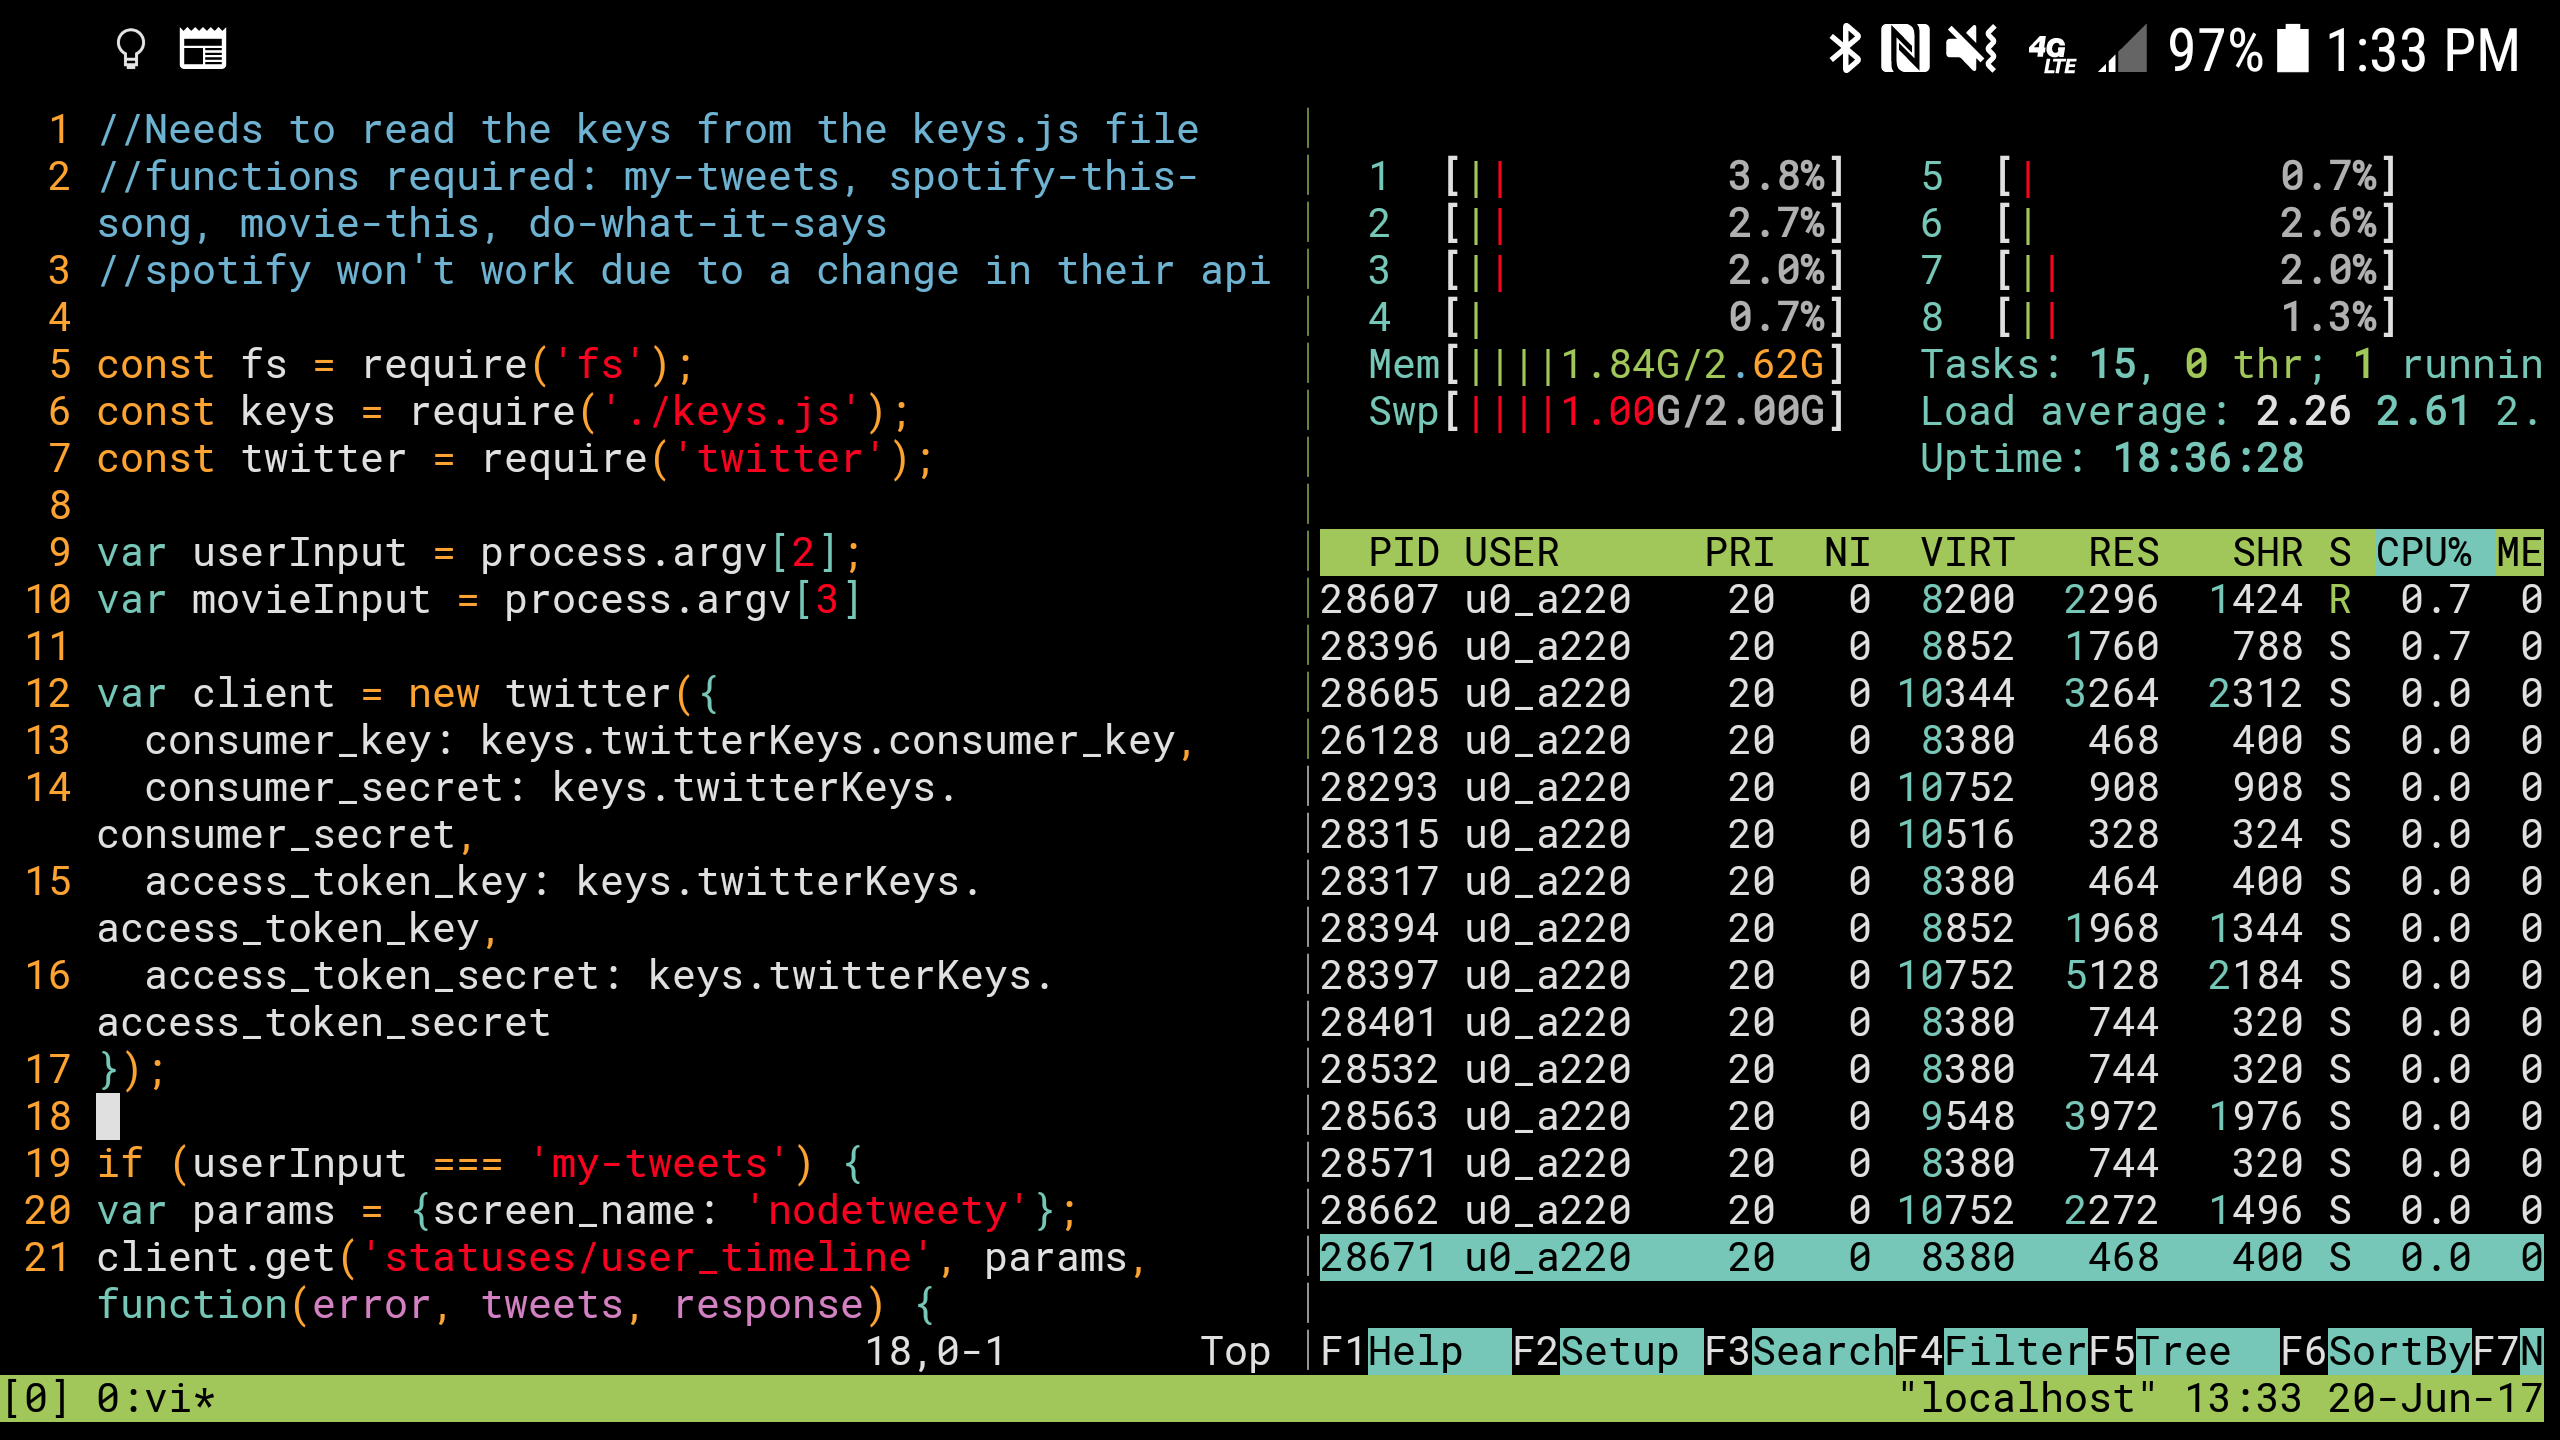 4G LTE 97% 1:33 PM
1 //Needs to read the keys from the keys.js file
2 //functions required: my-tweets, spotify-this-
song, movie-this, do-what-it-says
3 //spotify won't work due to a change in their api
4
5 const fs = require('fs');
6 const keys = require('./keys.js');
7 const twitter = require('twitter');
8
9 var userInput = process.argv[2];
10 var movieInput = process.argv[3]
11
12 var client = new twitter({
13   consumer_key: keys.twitterKeys.consumer_key,
14   consumer_secret: keys.twitterKeys.
consumer_secret,
15   access_token_key: keys.twitterKeys.
access_token_key,
16   access_token_secret: keys.twitterKeys.
access_token_secret
17 });
18
19 if (userInput === 'my-tweets') {
20 var params = {screen_name: 'nodetweety'};
21 client.get('statuses/user_timeline', params,
function(error, tweets, response) {
18,0-1 Top
1 [|| 3.8%] 5 [| 0.7%]
2 [|| 2.7%] 6 [| 2.6%]
3 [|| 2.0%] 7 [|| 2.0%]
4 [| 0.7%] 8 [|| 1.3%]
Mem[||||1.84G/2.62G] Tasks: 15, 0 thr; 1 runnin
Swp[||||1.00G/2.00G] Load average: 2.26 2.61 2.
Uptime: 18:36:28
PID USER PRI NI VIRT RES SHR S CPU% ME
28607 u0_a220 20 0 8200 2296 1424 R 0.7 0
28396 u0_a220 20 0 8852 1760 788 S 0.7 0
28605 u0_a220 20 0 10344 3264 2312 S 0.0 0
26128 u0_a220 20 0 8380 468 400 S 0.0 0
28293 u0_a220 20 0 10752 908 908 S 0.0 0
28315 u0_a220 20 0 10516 328 324 S 0.0 0
28317 u0_a220 20 0 8380 464 400 S 0.0 0
28394 u0_a220 20 0 8852 1968 1344 S 0.0 0
28397 u0_a220 20 0 10752 5128 2184 S 0.0 0
28401 u0_a220 20 0 8380 744 320 S 0.0 0
28532 u0_a220 20 0 8380 744 320 S 0.0 0
28563 u0_a220 20 0 9548 3972 1976 S 0.0 0
28571 u0_a220 20 0 8380 744 320 S 0.0 0
28662 u0_a220 20 0 10752 2272 1496 S 0.0 0
28671 u0_a220 20 0 8380 468 400 S 0.0 0
F1Help F2Setup F3SearchF4FilterF5Tree F6SortByF7N
[0] 0:vi* "localhost" 13:33 20-Jun-17